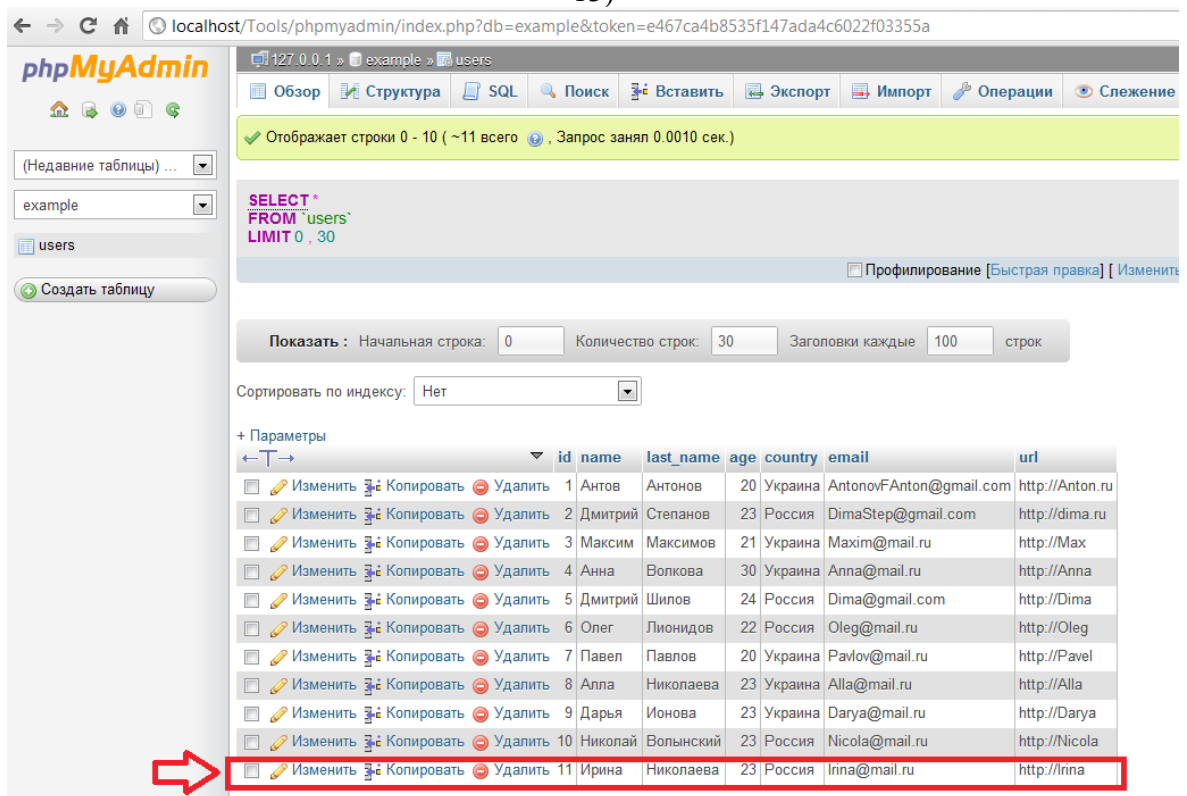 localhost/Tools/phpmyadmin/index.php?db=example&token=e467ca4b8535f147ada4c6022f03355a
phpMyAdmin
127.0.0.1 » example » users
Обзор Структура SQL Поиск Вставить Экспорт Импорт Операции Слежение
Отображает строки 0 - 10 ( ~11 всего , Запрос занял 0.0010 сек.)
(Недавние таблицы) ...
example
users
Создать таблицу
SELECT *
FROM `users`
LIMIT 0 , 30
Профилирование [Быстрая правка] [ Изменить
Показать : Начальная строка: 0 Количество строк: 30 Заголовки каждые 100 строк
Сортировать по индексу: Нет
+ Параметры
←T→ id name last_name age country email url
Изменить Копировать Удалить 1 Антов Антонов 20 Украина AntonovFAnton@gmail.com http://Anton.ru
Изменить Копировать Удалить 2 Дмитрий Степанов 23 Россия DimaStep@gmail.com http://dima.ru
Изменить Копировать Удалить 3 Максим Максимов 21 Украина Maxim@mail.ru http://Max
Изменить Копировать Удалить 4 Анна Волкова 30 Украина Anna@mail.ru http://Anna
Изменить Копировать Удалить 5 Дмитрий Шилов 24 Россия Dima@gmail.com http://Dima
Изменить Копировать Удалить 6 Олег Лионидов 22 Россия Oleg@mail.ru http://Oleg
Изменить Копировать Удалить 7 Павел Павлов 20 Украина Pavlov@mail.ru http://Pavel
Изменить Копировать Удалить 8 Алла Николаева 23 Украина Alla@mail.ru http://Alla
Изменить Копировать Удалить 9 Дарья Ионова 23 Украина Darya@mail.ru http://Darya
Изменить Копировать Удалить 10 Николай Волынский 23 Россия Nicola@mail.ru http://Nicola
Изменить Копировать Удалить 11 Ирина Николаева 23 Россия Irina@mail.ru http://Irina